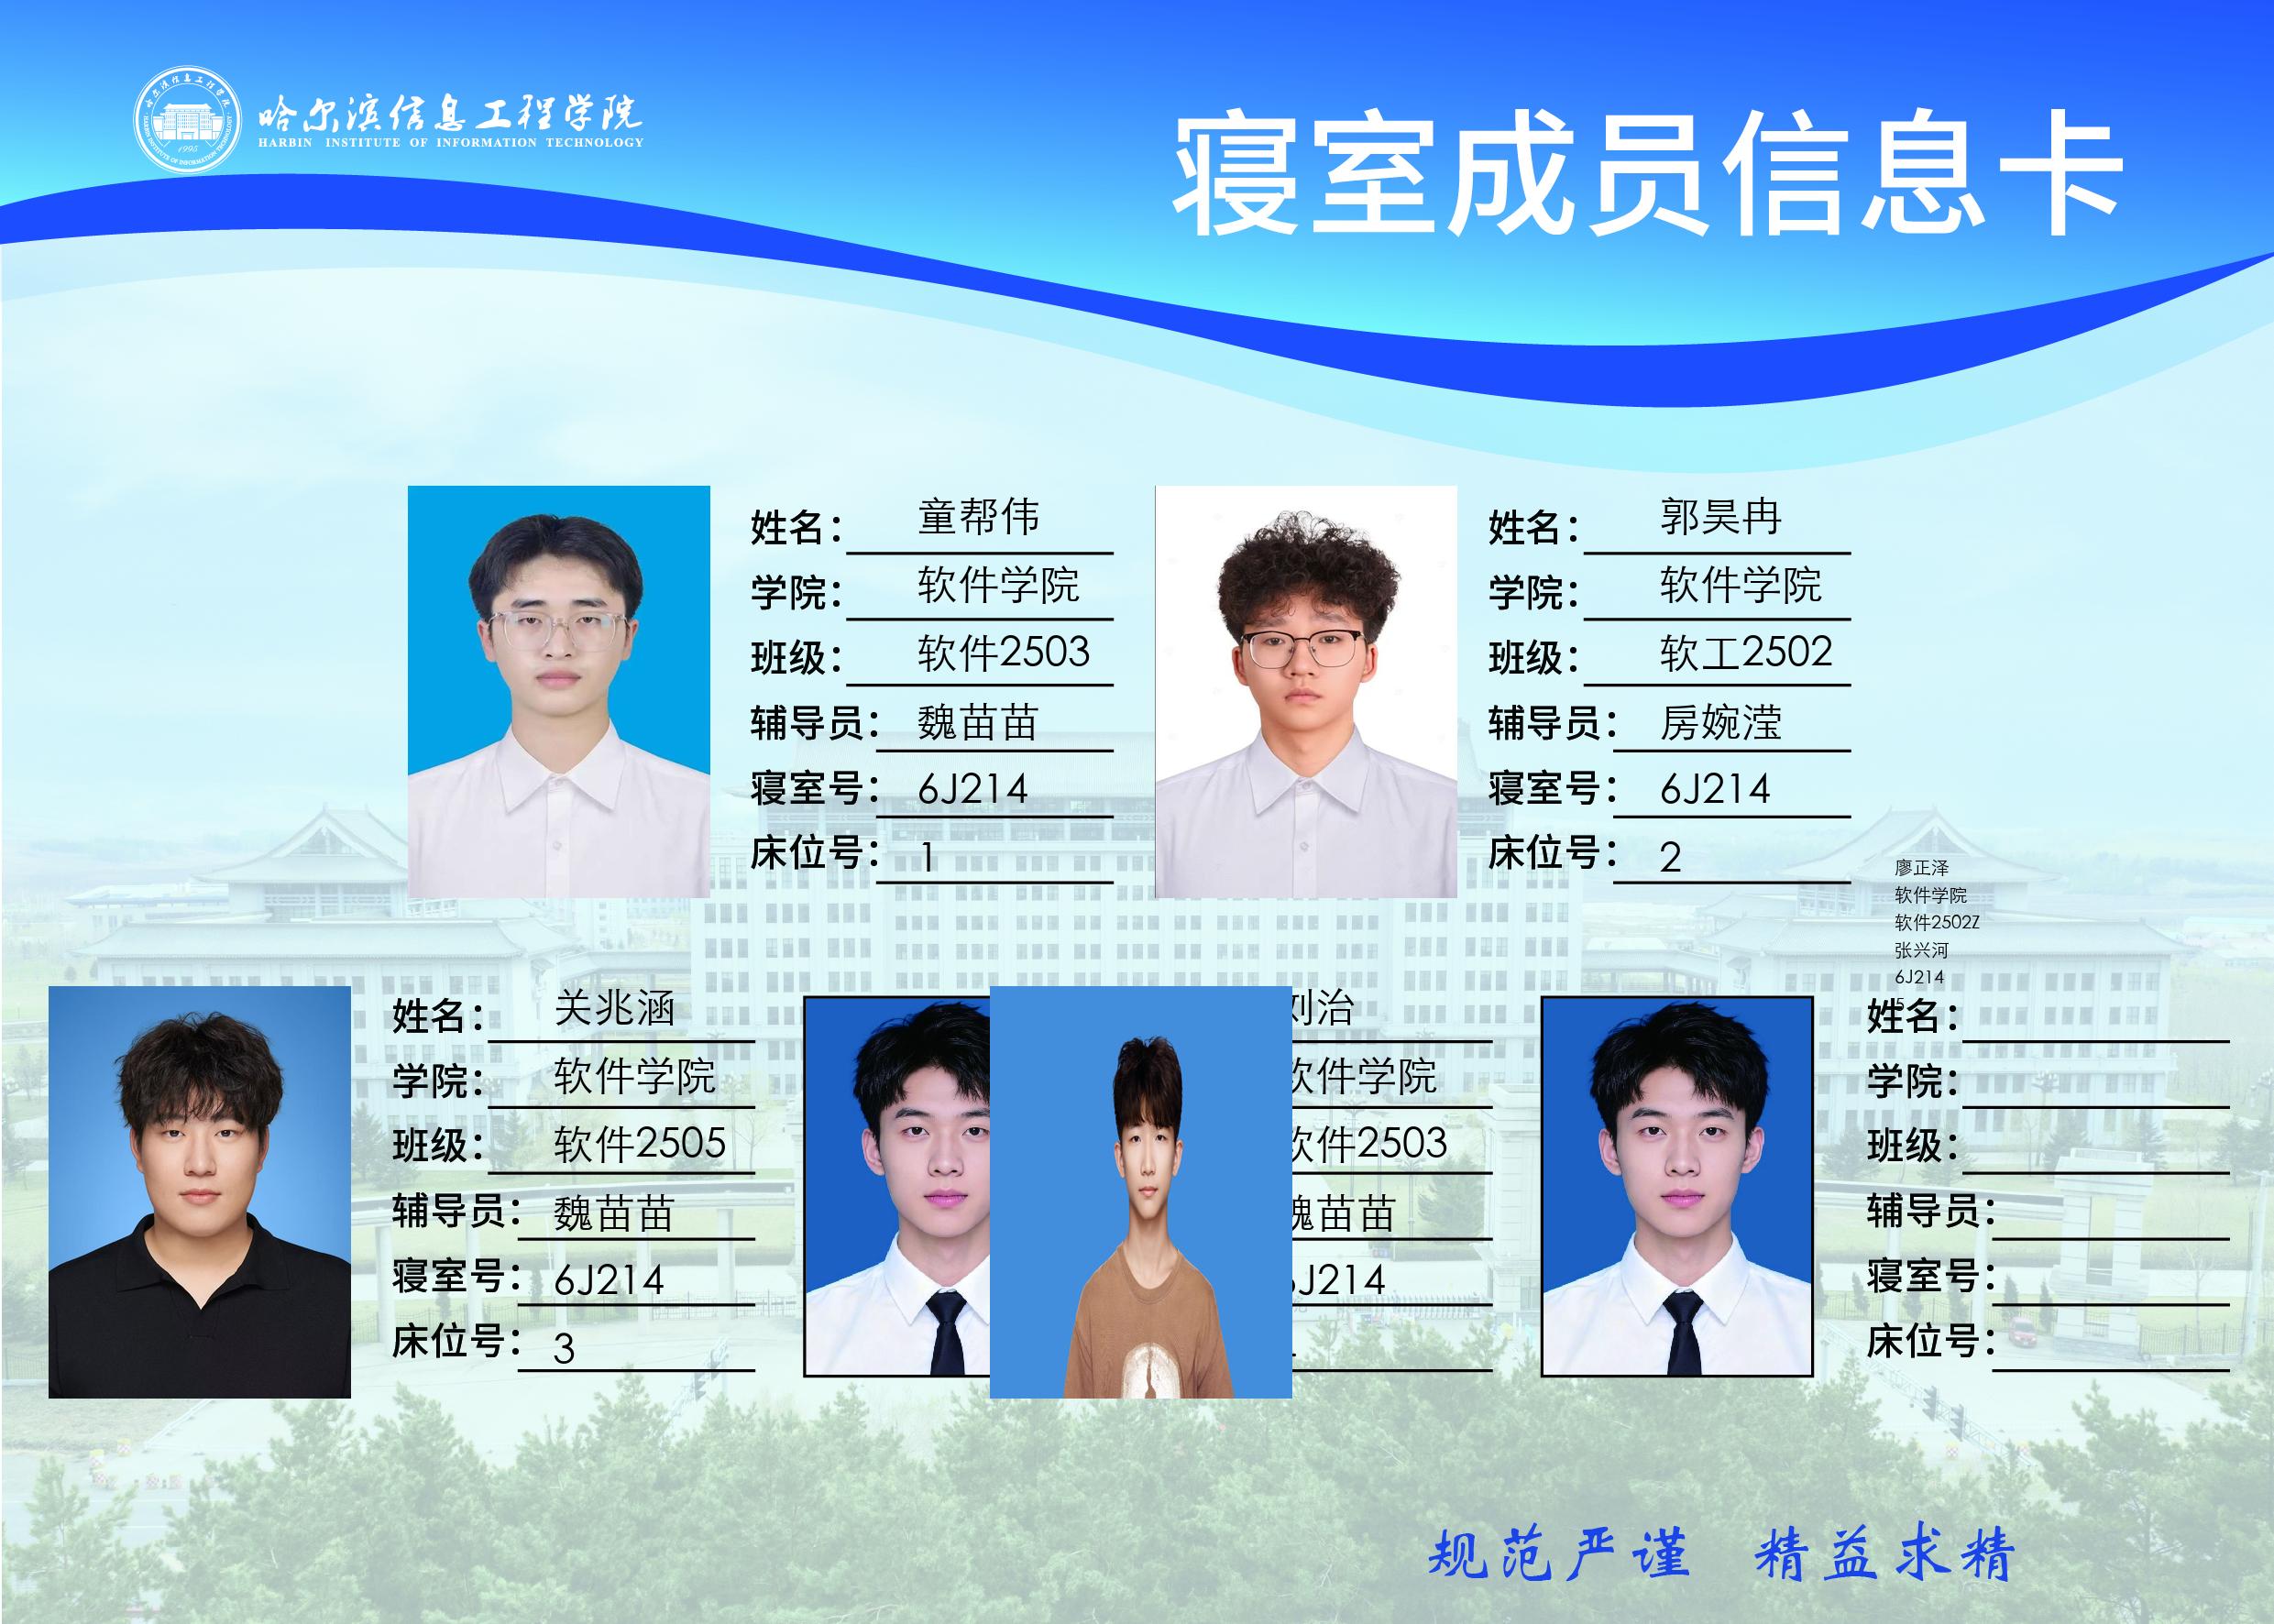 哈尔滨信息工程学院
HARBIN INSTITUTE OF INFORMATION TECHNOLOGY
1995
寝室成员信息卡
姓名： 童帮伟
学院： 软件学院
班级： 软件2503
辅导员： 魏苗苗
寝室号： 6J214
床位号： 1
姓名： 郭昊冉
学院： 软件学院
班级： 软工2502
辅导员： 房婉滢
寝室号： 6J214
床位号： 2
廖正泽
软件学院
软件2502Z
张兴河
6J214
5
姓名： 关兆涵
学院： 软件学院
班级： 软件2505
辅导员： 魏苗苗
寝室号： 6J214
床位号： 3
刘治
软件学院
软件2503
魏苗苗
6J214
姓名：
学院：
班级：
辅导员：
寝室号：
床位号：
规范严谨 精益求精